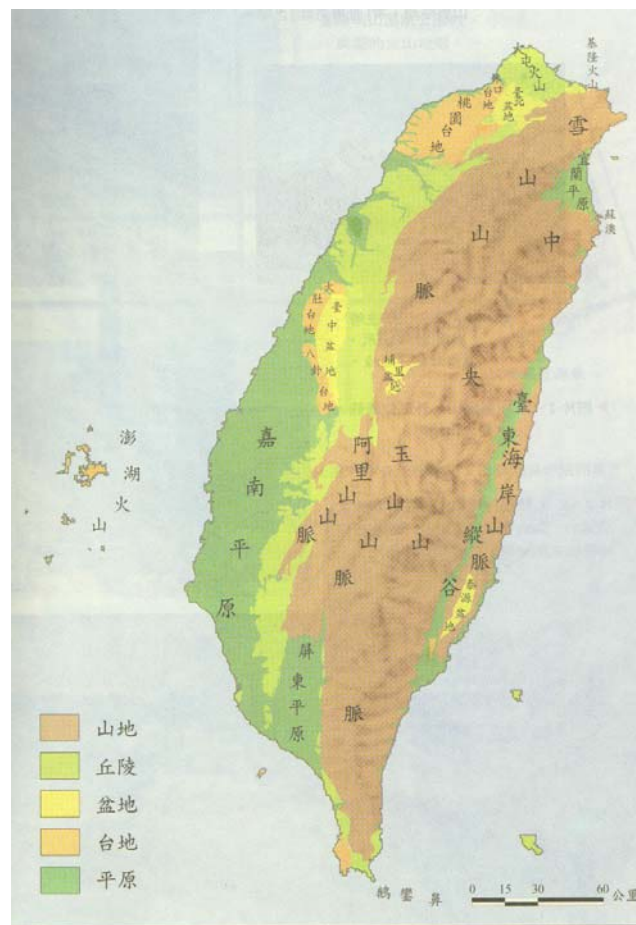 基隆火山
大屯火山
林口台地
臺北盆地
桃園台地
雪山山脈
宜蘭平原
蘇澳
中央山脈
大肚台地
臺中盆地
八卦台地
埔里盆地
臺東縱谷
海岸山脈
嘉南平原
阿里山山脈
玉山山脈
澎湖火山
泰源盆地
屏東平原
山地
丘陵
盆地
台地
平原
鵝鑾鼻
0 15 30 60 公里